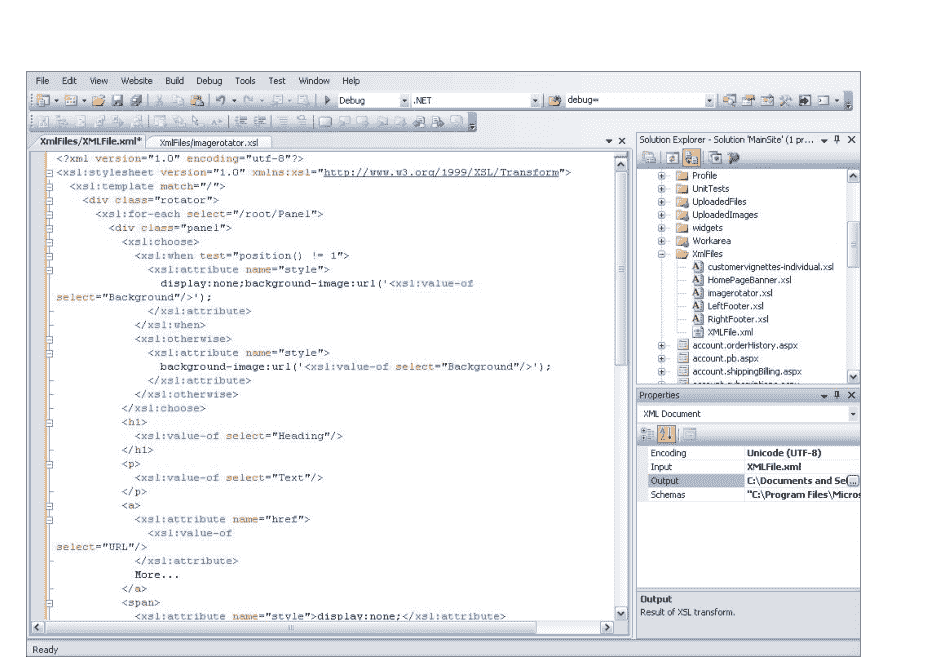 File Edit View Website Build Debug Tools Test Window Help
Debug .NET debug=
XmlFiles/XMLFile.xml* XmlFiles/imagerotator.xsl
<?xml version="1.0" encoding="utf-8"?>
<xsl:stylesheet version="1.0" xmlns:xsl="http://www.w3.org/1999/XSL/Transform">
<xsl:template match="/">
<div class="rotator">
<xsl:for-each select="/root/Panel">
<div class="panel">
<xsl:choose>
<xsl:when test="position() != 1">
<xsl:attribute name="style">
display:none;background-image:url('<xsl:value-of
select="Background"/>');
</xsl:attribute>
</xsl:when>
<xsl:otherwise>
<xsl:attribute name="style">
background-image:url('<xsl:value-of select="Background"/>');
</xsl:attribute>
</xsl:otherwise>
</xsl:choose>
<h1>
<xsl:value-of select="Heading"/>
</h1>
<p>
<xsl:value-of select="Text"/>
</p>
<a>
<xsl:attribute name="href">
<xsl:value-of
select="URL"/>
</xsl:attribute>
More...
</a>
<span>
<xsl:attribute name="style">display:none;</xsl:attribute>
Solution Explorer - Solution 'MainSite' (1 pr...
Profile
UnitTests
UploadedFiles
UploadedImages
widgets
Workarea
XmlFiles
customervignettes-individual.xsl
HomePageBanner.xsl
imagerotator.xsl
LeftFooter.xsl
RightFooter.xsl
XMLFile.xml
account.orderHistory.aspx
account.pb.aspx
account.shippingBilling.aspx
Properties
XML Document
Encoding Unicode (UTF-8)
Input XMLFile.xml
Output C:\Documents and Se ...
Schemas "C:\Program Files\Micros
Output
Result of XSL transform.
Ready